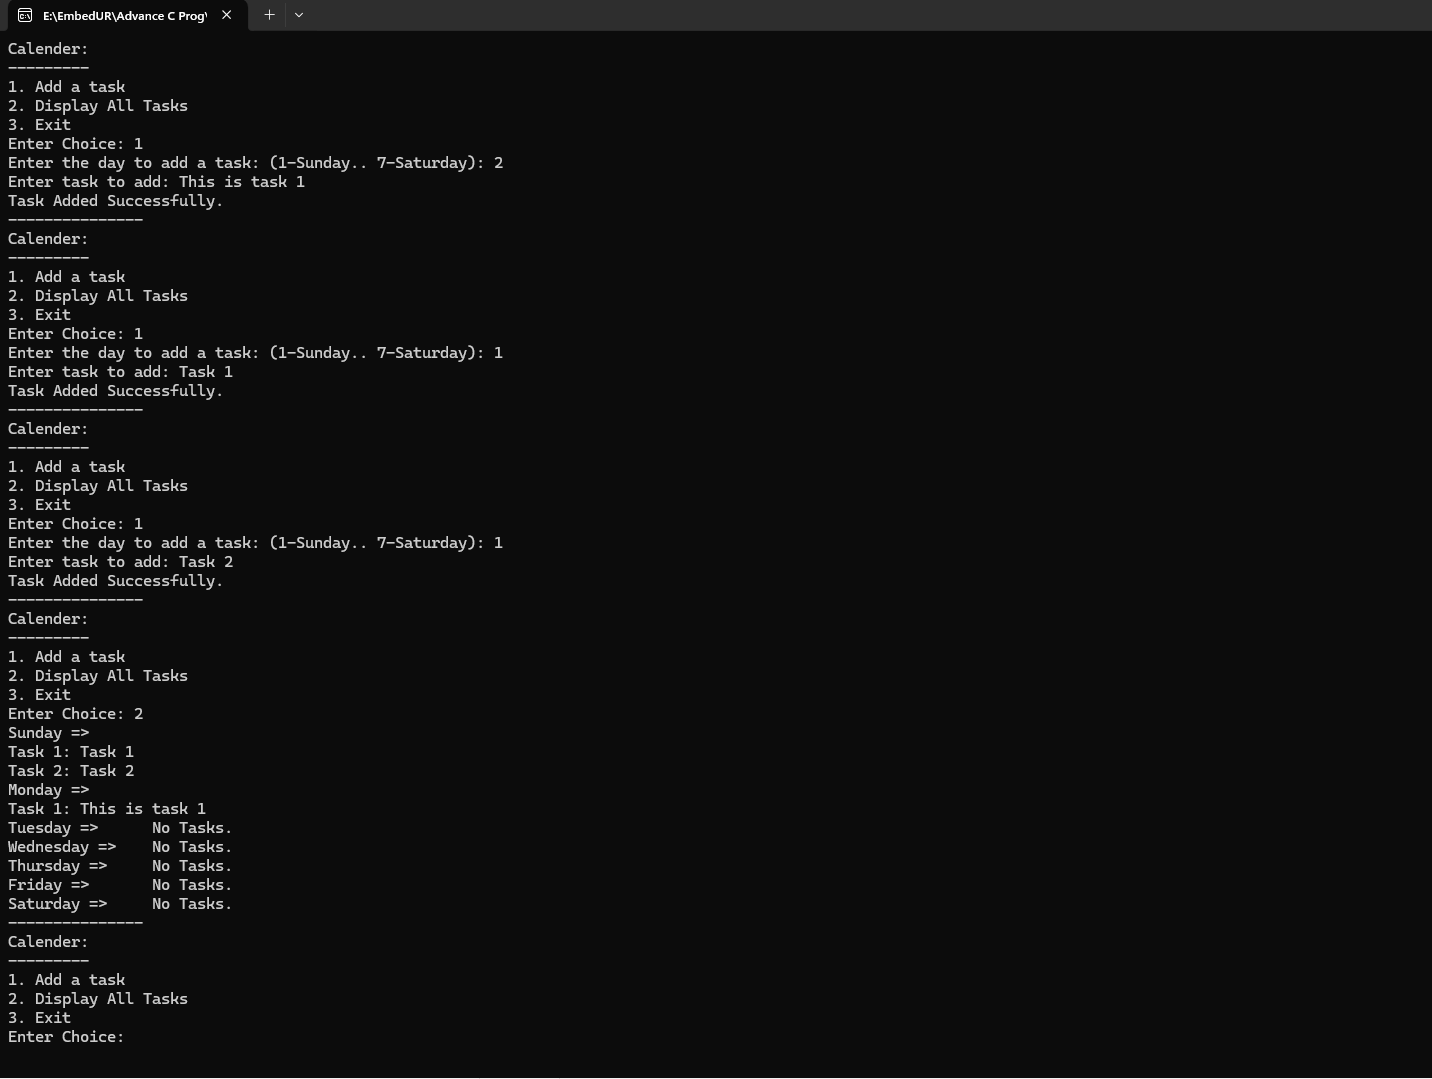 E:\EmbedUR\Advance C Prog\
Calender:
---------
1. Add a task
2. Display All Tasks
3. Exit
Enter Choice: 1
Enter the day to add a task: (1-Sunday.. 7-Saturday): 2
Enter task to add: This is task 1
Task Added Successfully.
---------------
Calender:
---------
1. Add a task
2. Display All Tasks
3. Exit
Enter Choice: 1
Enter the day to add a task: (1-Sunday.. 7-Saturday): 1
Enter task to add: Task 1
Task Added Successfully.
---------------
Calender:
---------
1. Add a task
2. Display All Tasks
3. Exit
Enter Choice: 1
Enter the day to add a task: (1-Sunday.. 7-Saturday): 1
Enter task to add: Task 2
Task Added Successfully.
---------------
Calender:
---------
1. Add a task
2. Display All Tasks
3. Exit
Enter Choice: 2
Sunday =>
Task 1: Task 1
Task 2: Task 2
Monday =>
Task 1: This is task 1
Tuesday =>      No Tasks.
Wednesday =>    No Tasks.
Thursday =>     No Tasks.
Friday =>       No Tasks.
Saturday =>     No Tasks.
---------------
Calender:
---------
1. Add a task
2. Display All Tasks
3. Exit
Enter Choice: